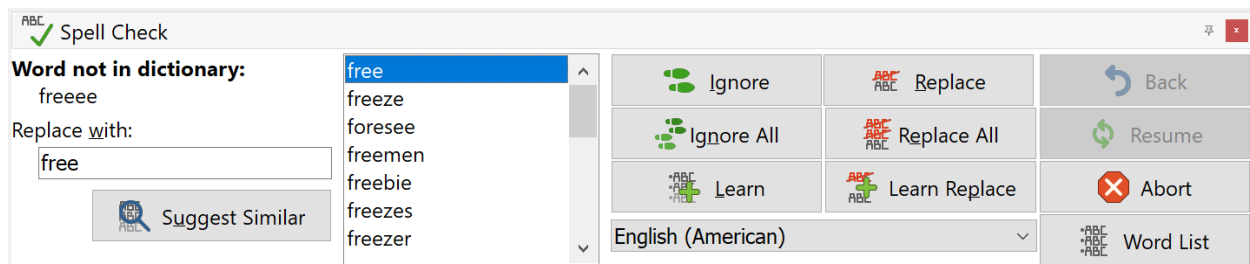 ABC
Spell Check
Word not in dictionary:
freeee
Replace with:
free
Suggest Similar
free
freeze
foresee
freemen
freebie
freezes
freezer
Ignore
Replace
Back
Ignore All
Replace All
Resume
Learn
Learn Replace
Abort
English (American)
Word List